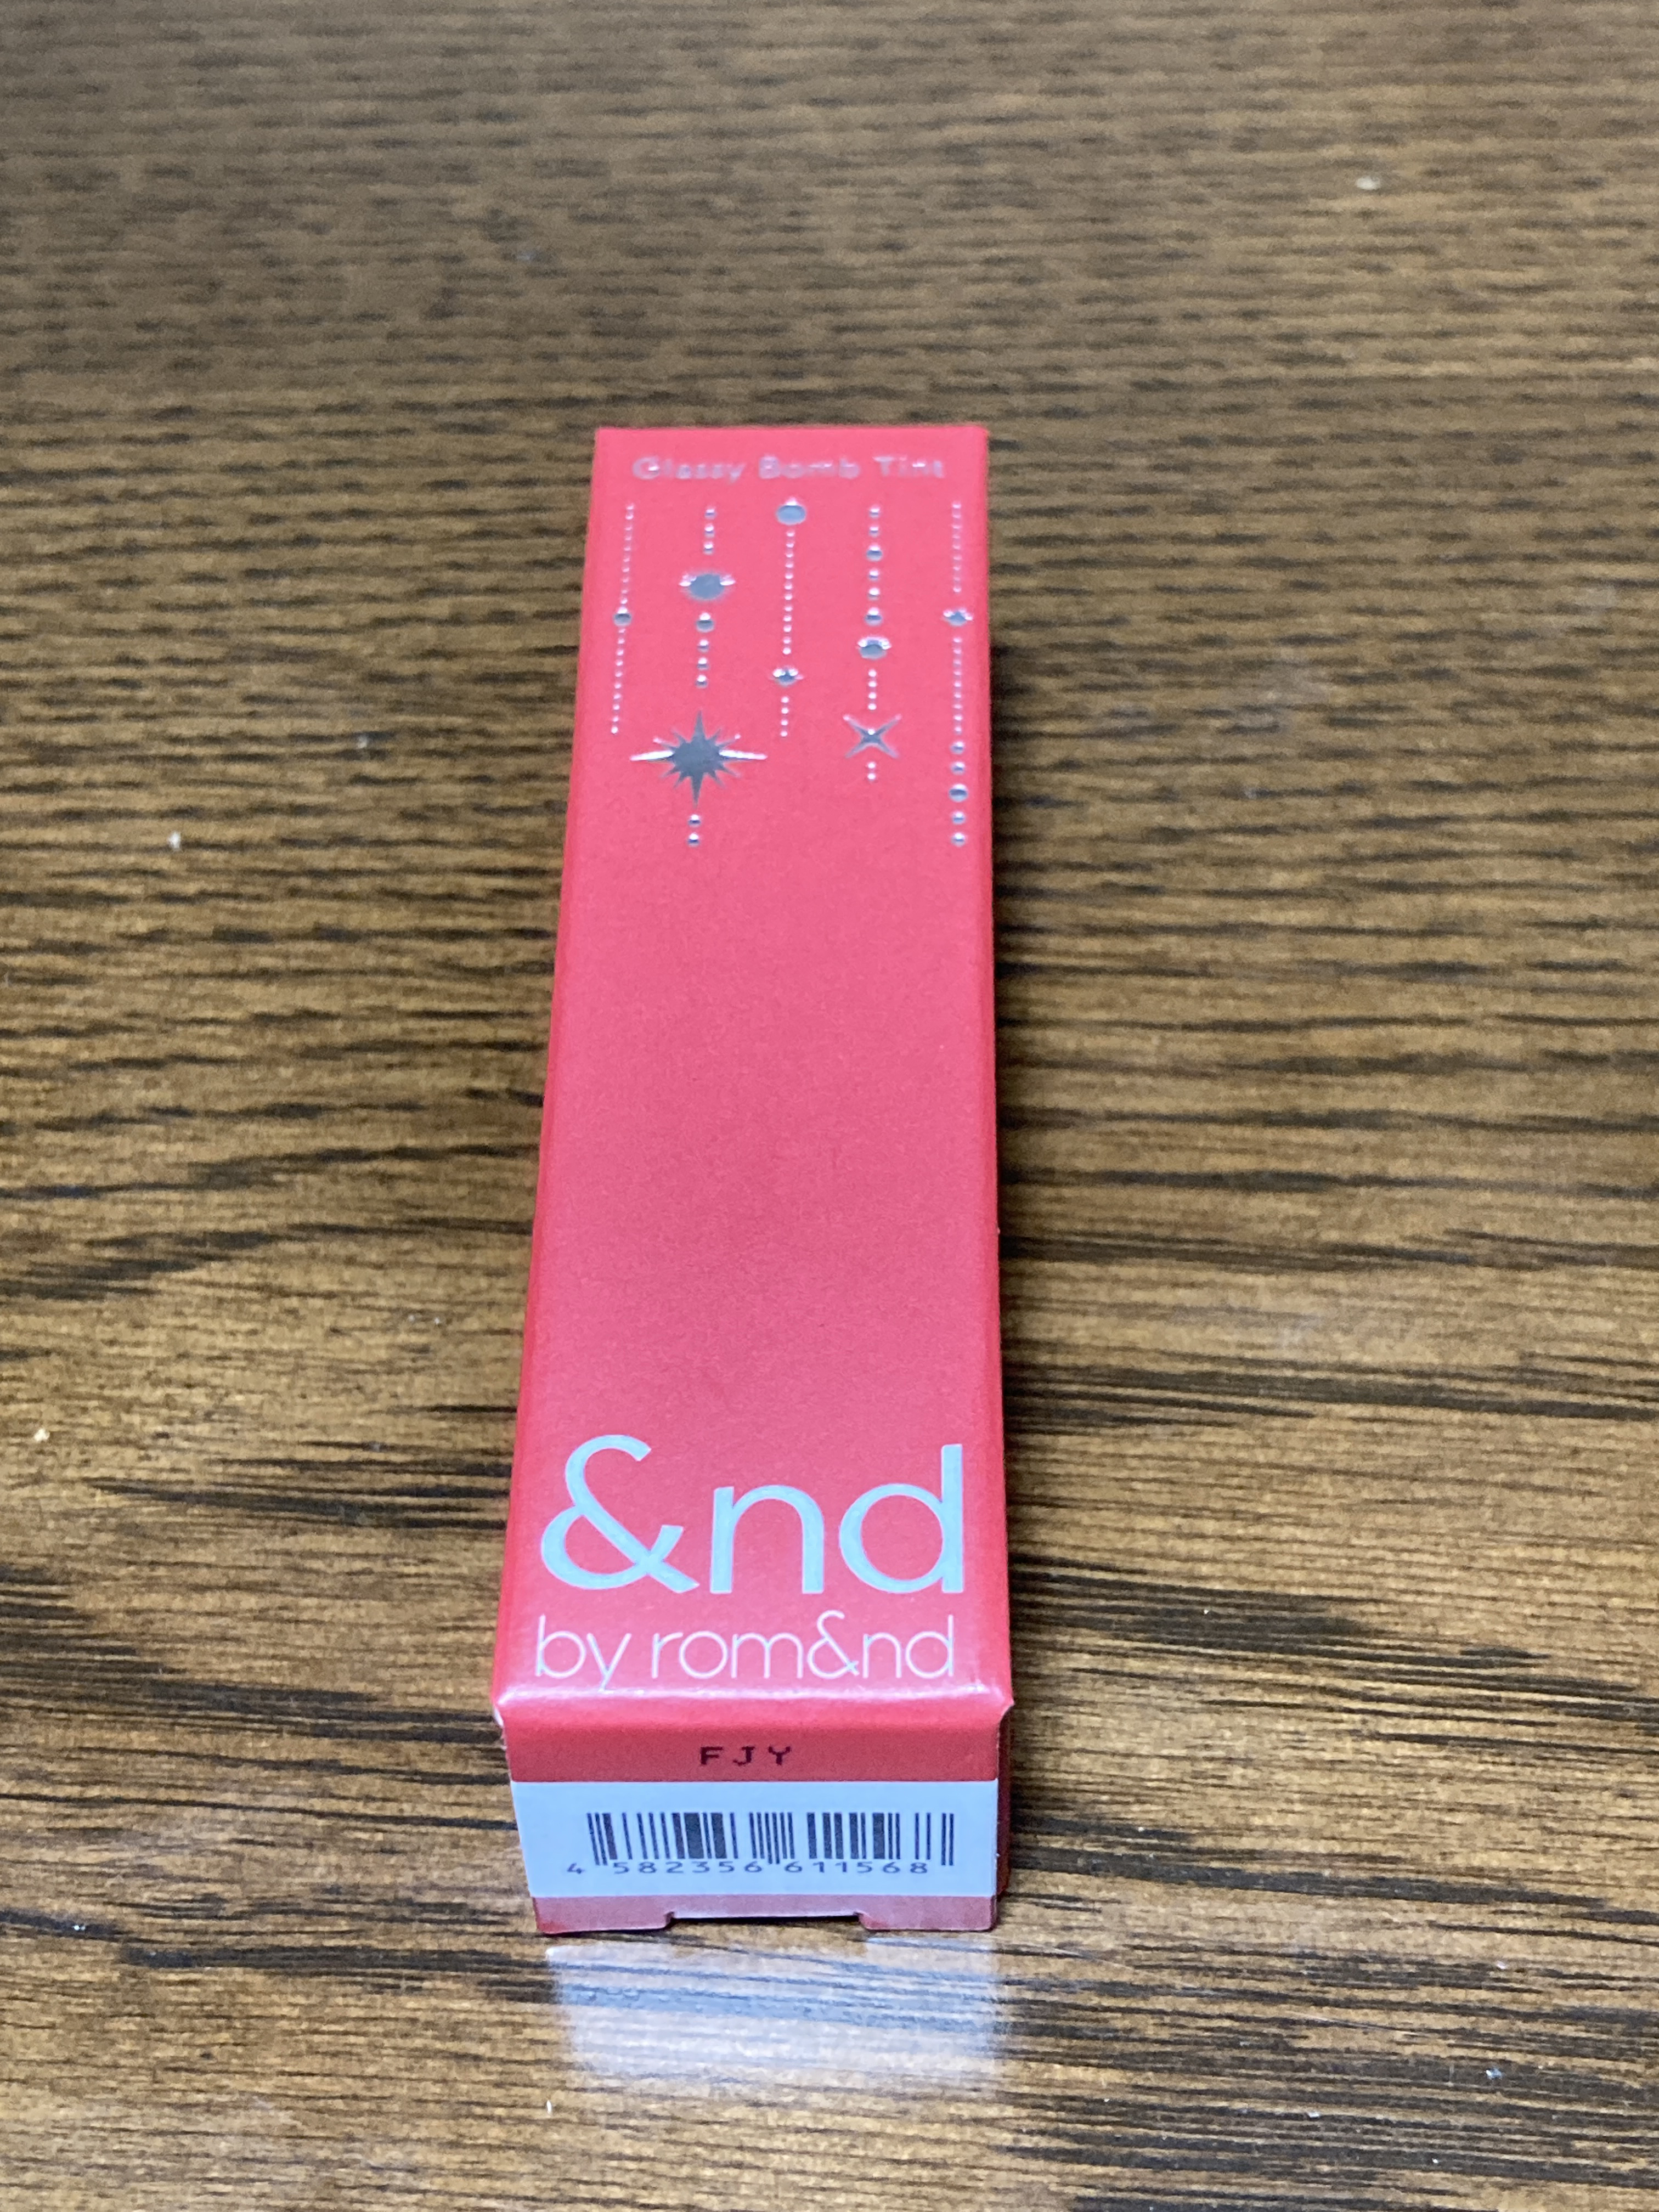 Glassy Bomb Tint
&nd
by rom&nd
FJY
4 582356 611568